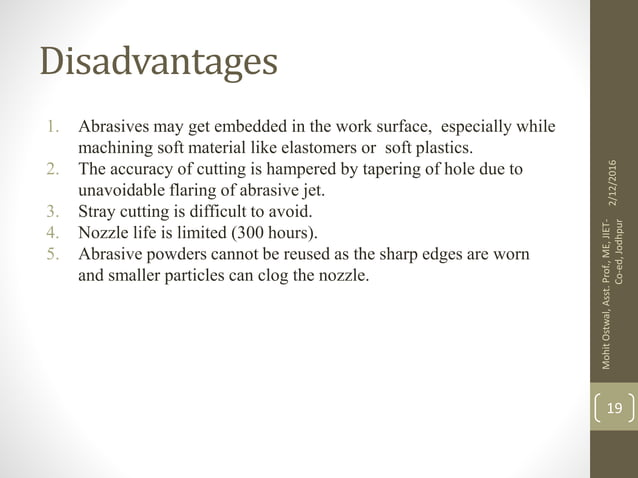 Disadvantages
1. Abrasives may get embedded in the work surface, especially while
machining soft material like elastomers or soft plastics.
2. The accuracy of cutting is hampered by tapering of hole due to
unavoidable flaring of abrasive jet.
3. Stray cutting is difficult to avoid.
4. Nozzle life is limited (300 hours).
5. Abrasive powders cannot be reused as the sharp edges are worn
and smaller particles can clog the nozzle.
2/12/2016
Mohit Ostwal, Asst. Prof., ME, JIET-
Co-ed, Jodhpur
19